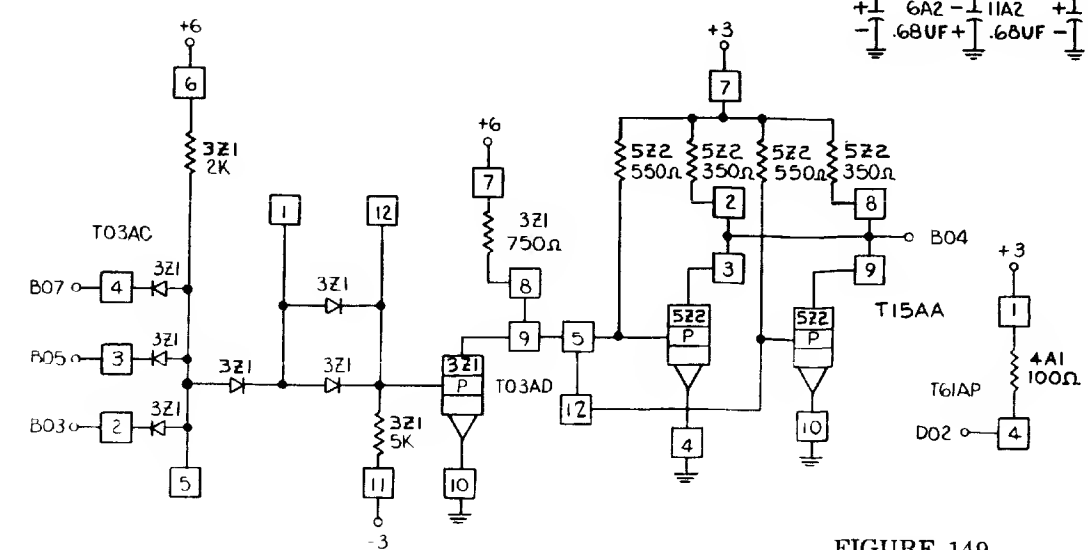 +6
+ 6A2 - 11A2 +
- .68UF + .68UF -
+3
6
7
+6
3Z1
2K
7
5Z2 5Z2 5Z2 5Z2
550Ω 350Ω 550Ω 350Ω
1 12
3Z1
750Ω
2 8
T03AC
B04
3Z1
3 9
+3
B07 4
3Z1
8
5Z2 5Z2
T15AA
1
P P
9 5
3Z1
B05 3
3Z1 3Z1
3Z1
P
T03AD
4A1
100Ω
T61AP
3Z1
12
B03 2
3Z1
5K
10
4
D02 4
5
11 10
-3
FIGURE 149